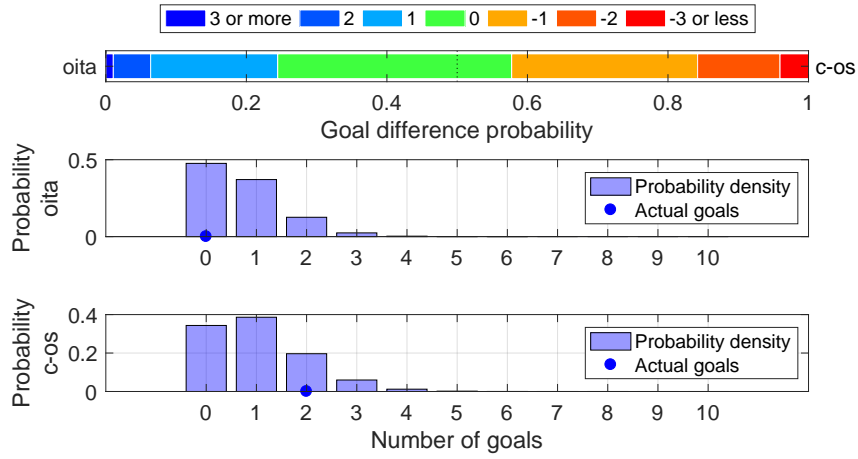 3 or more 2 1 0 -1 -2 -3 or less
oita c-os
0 0.2 0.4 0.6 0.8 1
Goal difference probability
Probability
oita
0.5
0
Probability density
Actual goals
0 1 2 3 4 5 6 7 8 9 10
Probability
c-os
0.4
0.2
0
Probability density
Actual goals
0 1 2 3 4 5 6 7 8 9 10
Number of goals